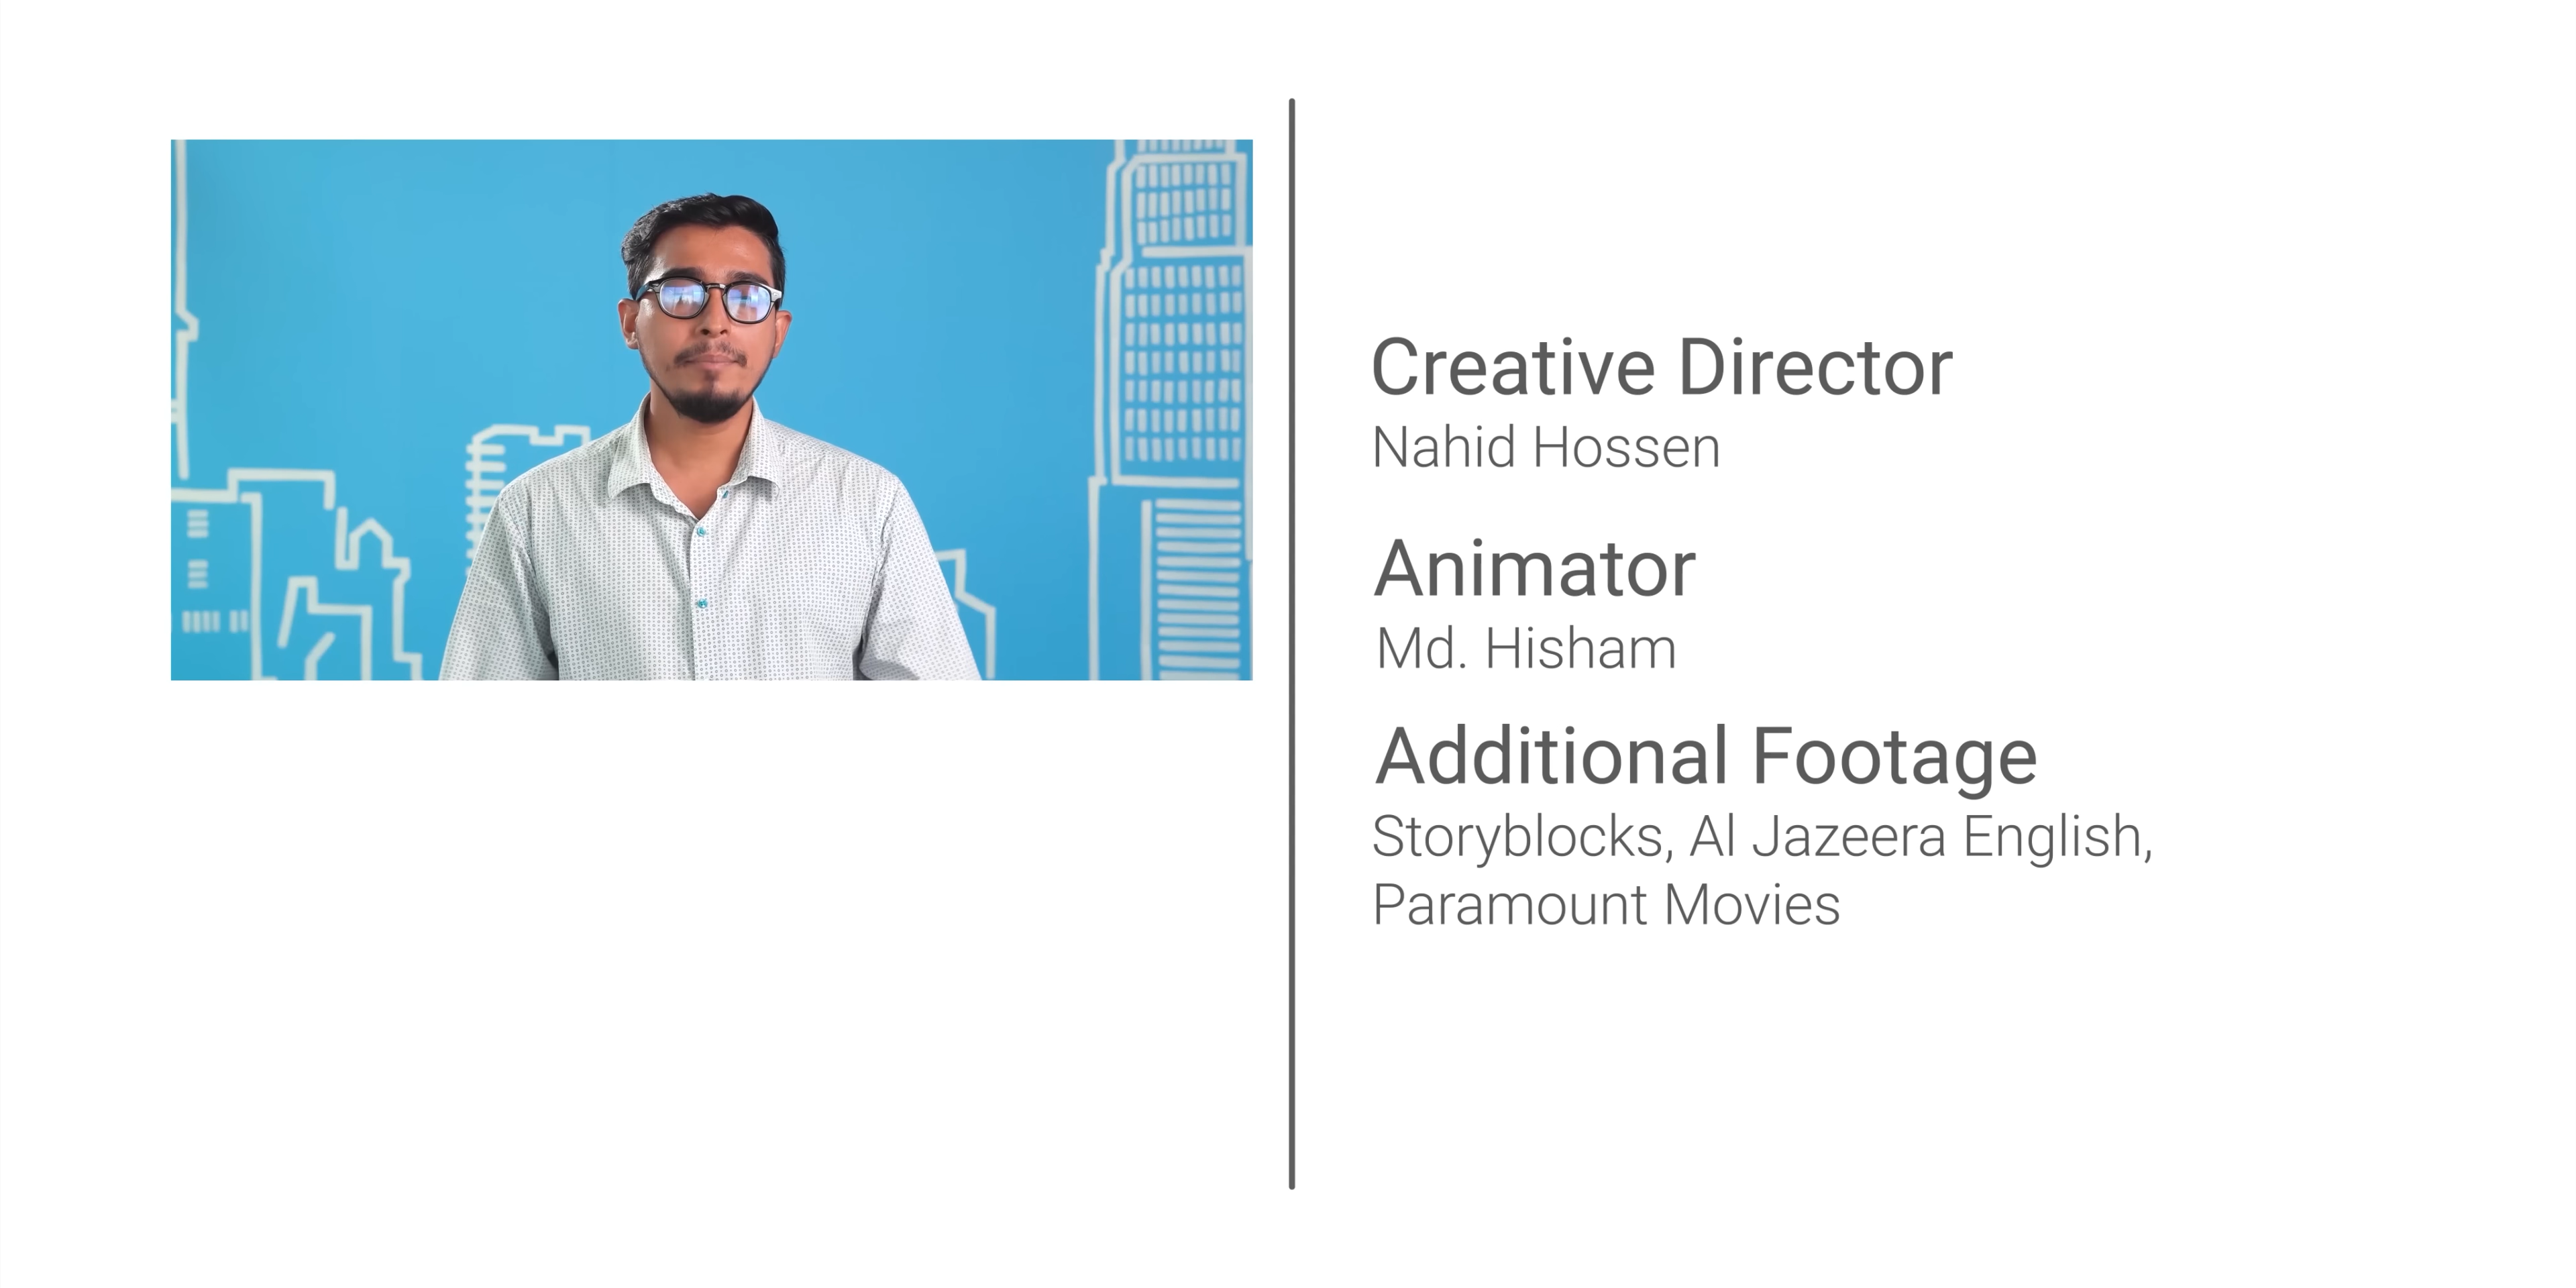 Creative Director
Nahid Hossen
Animator
Md. Hisham
Additional Footage
Storyblocks, Al Jazeera English,
Paramount Movies